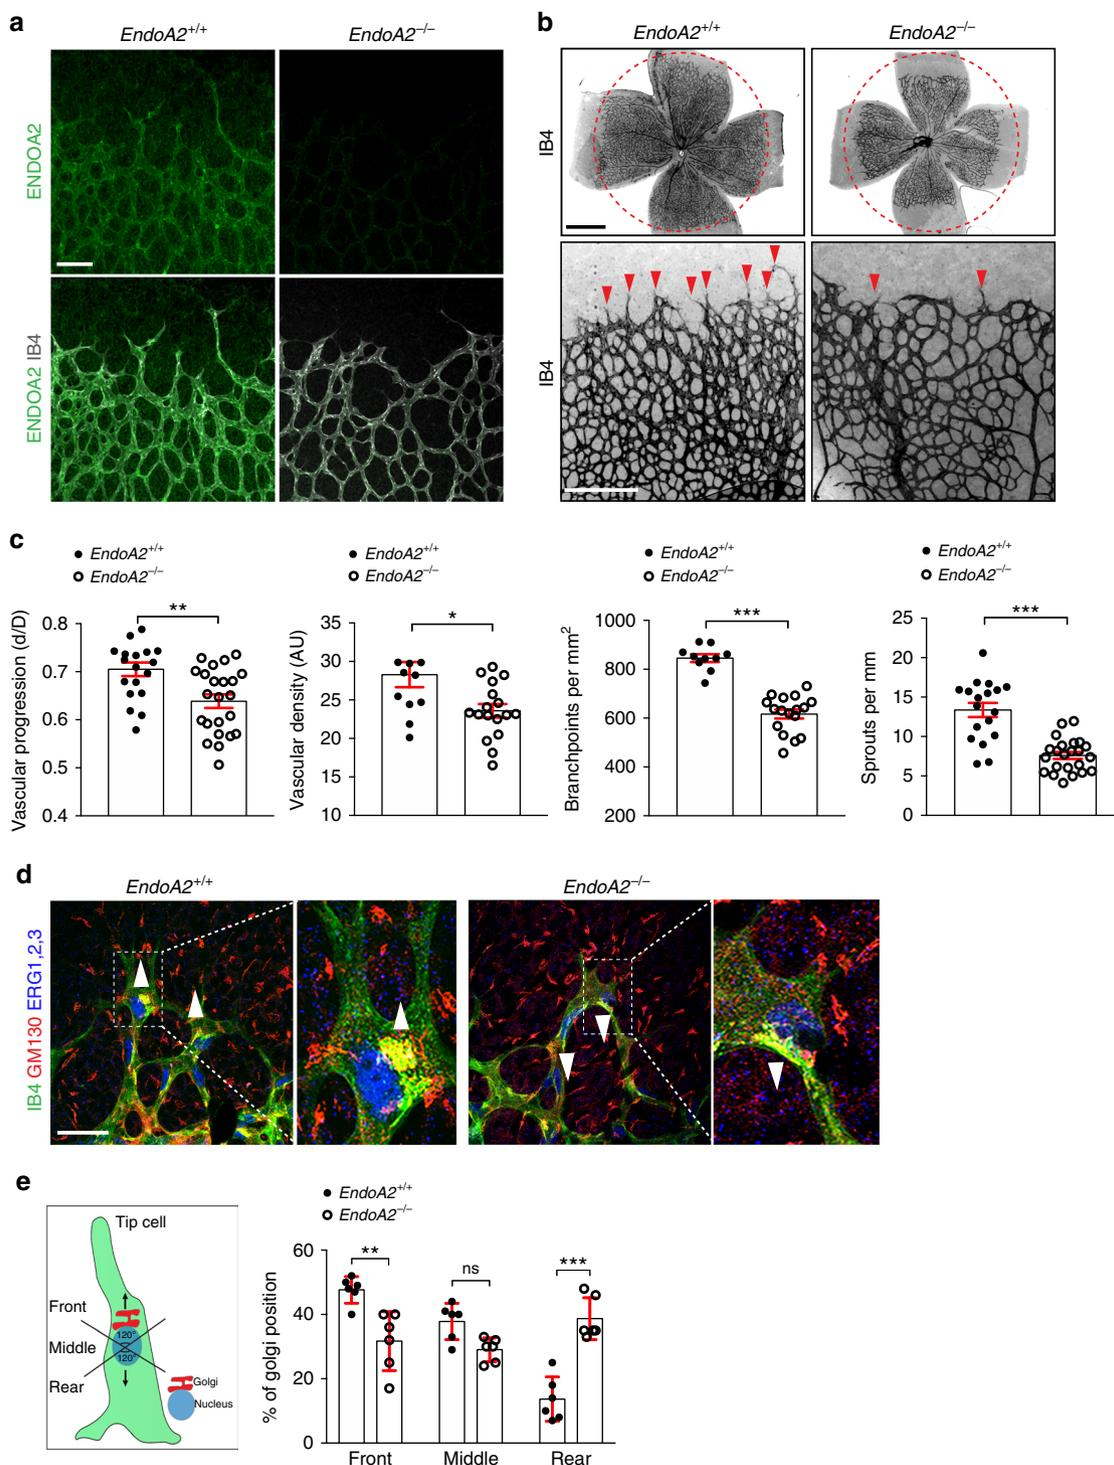 a
EndoA2+/+
EndoA2–/–
ENDOA2
ENDOA2 IB4
b
EndoA2+/+
EndoA2–/–
IB4
IB4
c
EndoA2+/+
EndoA2–/–
**
Vascular progression (d/D)
0.8
0.7
0.6
0.5
0.4
EndoA2+/+
EndoA2–/–
*
Vascular density (AU)
35
30
25
20
15
10
EndoA2+/+
EndoA2–/–
***
Branchpoints per mm2
1000
800
600
400
200
EndoA2+/+
EndoA2–/–
***
Sprouts per mm
25
20
15
10
5
0
d
EndoA2+/+
EndoA2–/–
IB4 GM130 ERG1,2,3
e
Tip cell
Front
Middle
Rear
120°
120°
Golgi
Nucleus
EndoA2+/+
EndoA2–/–
% of golgi position
60
40
20
0
**
ns
***
Front
Middle
Rear